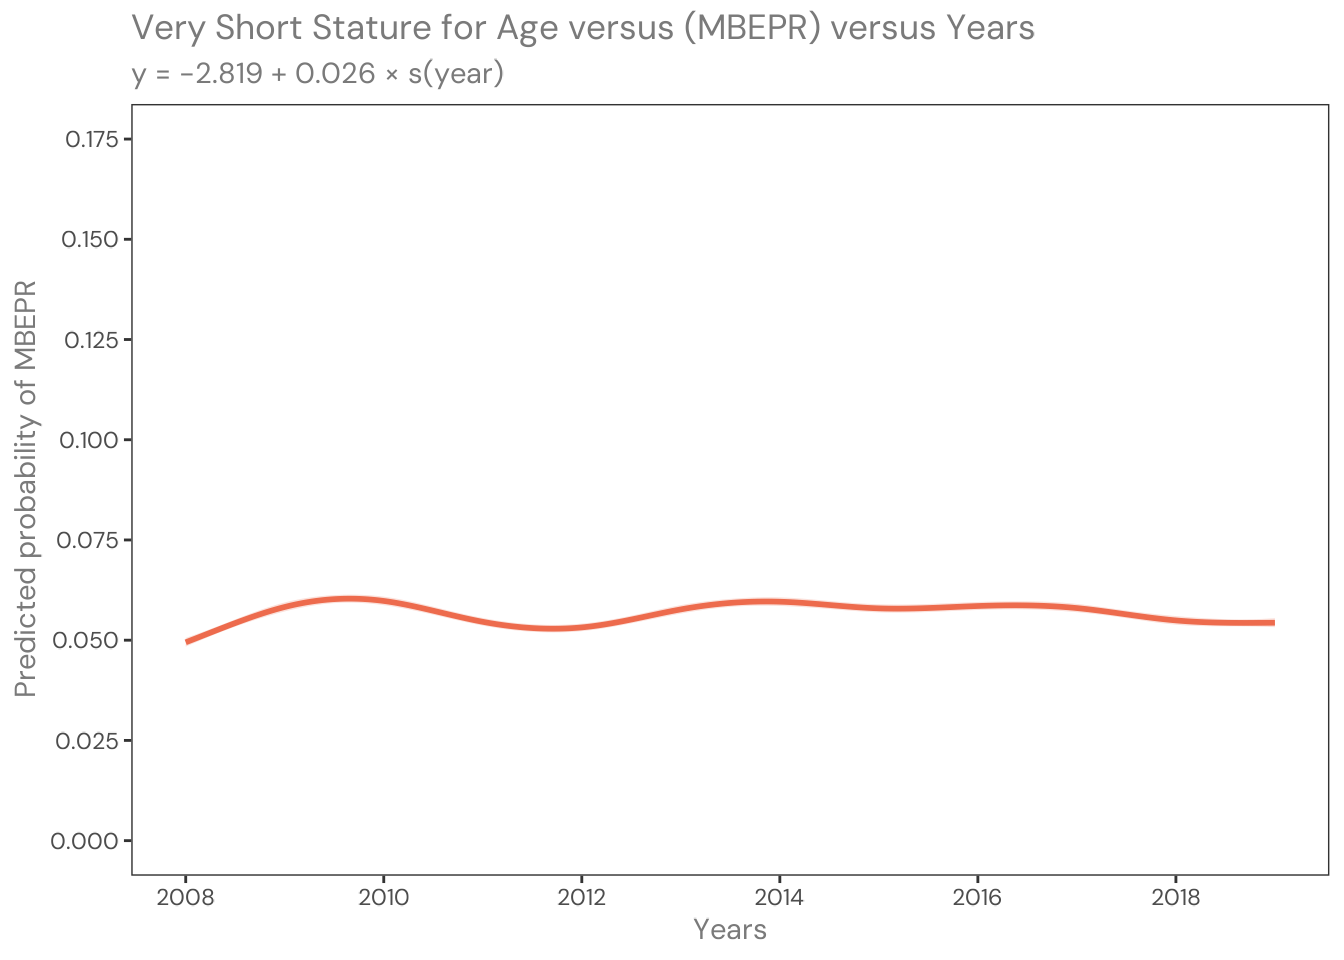 Very Short Stature for Age versus (MBEPR) versus Years
y = −2.819 + 0.026 × s(year)
0.175
0.150
0.125
0.100
0.075
0.050
0.025
0.000
Predicted probability of MBEPR
2008 2010 2012 2014 2016 2018
Years